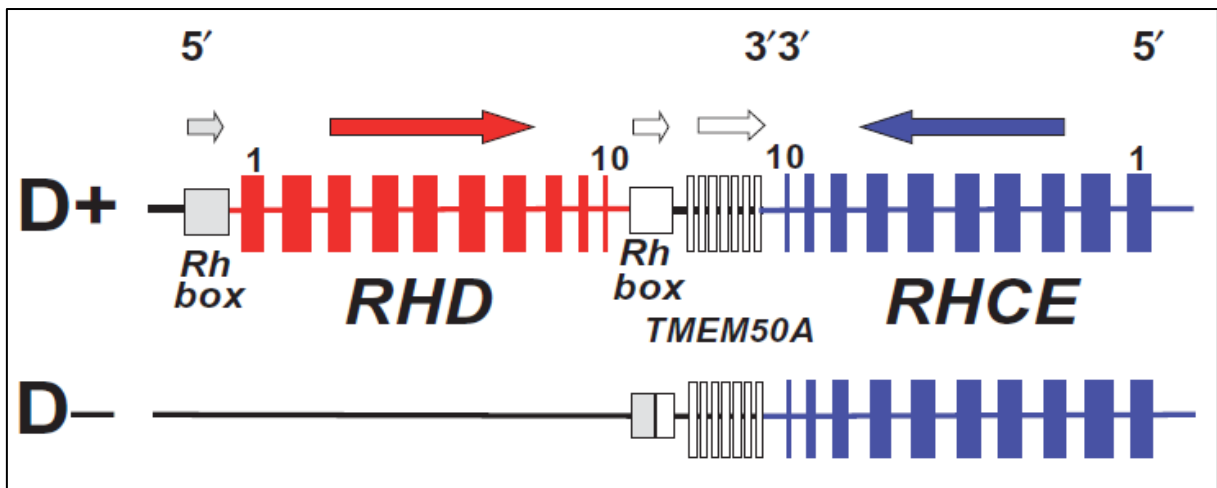 5′ 3′3′ 5′
1 10 10 1
D+
Rh box Rh box
RHD RHCE
TMEM50A
D–